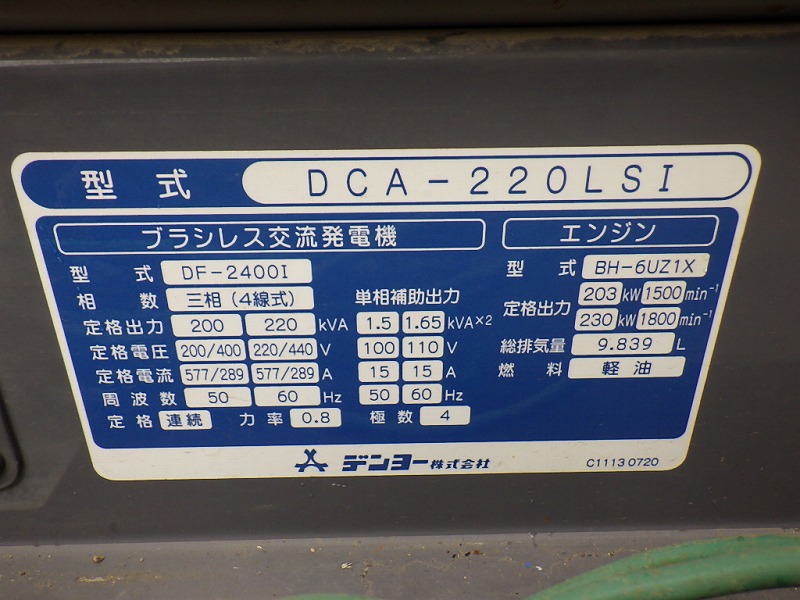 型式 DCA-220LSI
ブラシレス交流発電機
型式 DF-2400I
相数 三相(4線式)
定格出力 200 220 kVA
定格電圧 200/400 220/440 V
定格電流 577/289 577/289 A
周波数 50 60 Hz
定格 連続 力率 0.8 極数 4
単相補助出力
1.5 1.65 kVA×2
100 110 V
15 15 A
50 60 Hz
エンジン
型式 BH-6UZ1X
定格出力 203 kW 1500 min⁻¹
230 kW 1800 min⁻¹
総排気量 9.839 L
燃料 軽油
デンヨー株式会社
C11130720